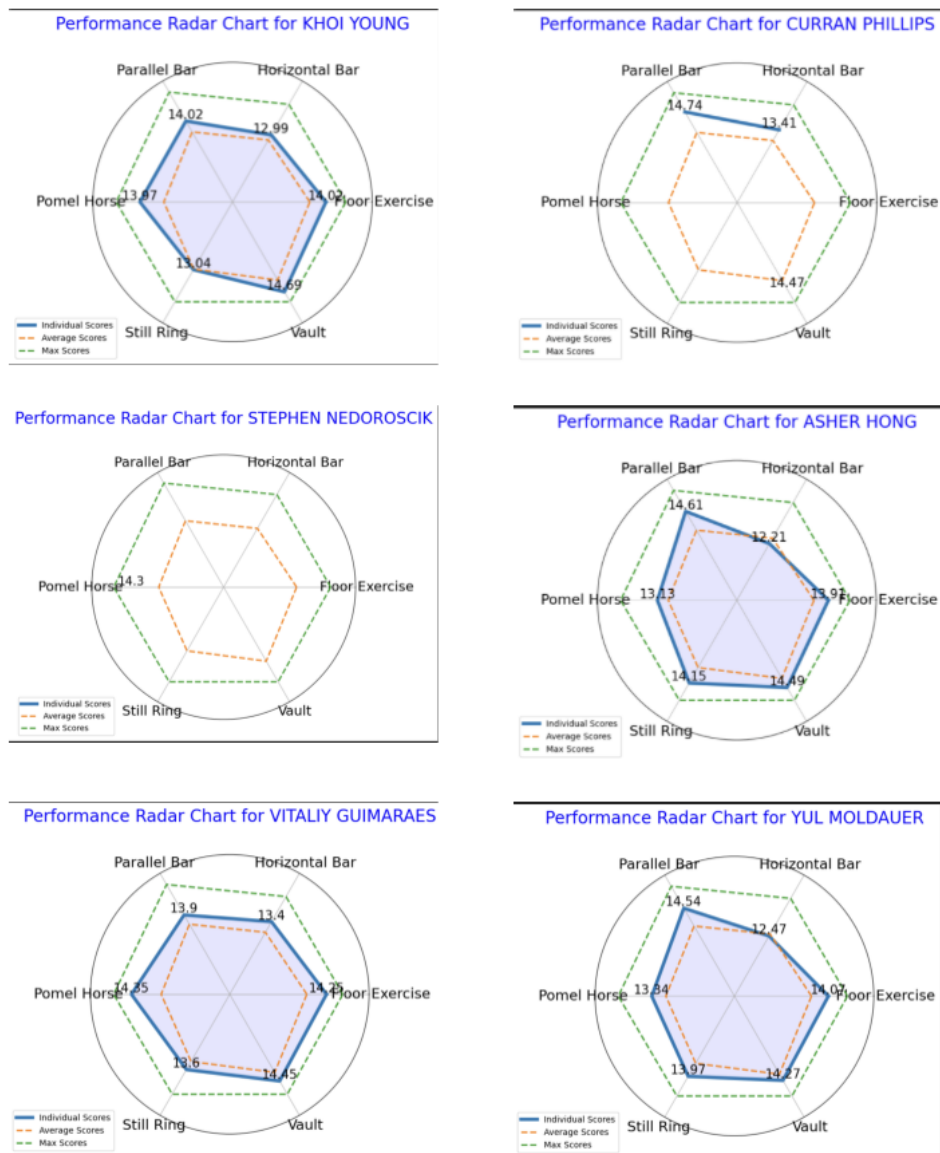 Performance Radar Chart for KHOI YOUNG
Parallel Bar
Horizontal Bar
14.02
12.99
Pomel Horse
13.97
14.02
Floor Exercise
13.04
14.69
Still Ring
Vault
Individual Scores
Average Scores
Max Scores
Performance Radar Chart for CURRAN PHILLIPS
Parallel Bar
Horizontal Bar
14.74
13.41
Pomel Horse
Floor Exercise
14.47
Still Ring
Vault
Individual Scores
Average Scores
Max Scores
Performance Radar Chart for STEPHEN NEDOROSCIK
Parallel Bar
Horizontal Bar
Pomel Horse
14.3
Floor Exercise
Still Ring
Vault
Individual Scores
Average Scores
Max Scores
Performance Radar Chart for ASHER HONG
Parallel Bar
Horizontal Bar
14.61
12.21
Pomel Horse
13.13
13.91
Floor Exercise
14.15
14.49
Still Ring
Vault
Individual Scores
Average Scores
Max Scores
Performance Radar Chart for VITALIY GUIMARAES
Parallel Bar
Horizontal Bar
13.9
13.4
Pomel Horse
14.35
14.25
Floor Exercise
13.6
14.45
Still Ring
Vault
Individual Scores
Average Scores
Max Scores
Performance Radar Chart for YUL MOLDAUER
Parallel Bar
Horizontal Bar
14.54
12.47
Pomel Horse
13.34
14.07
Floor Exercise
13.97
14.27
Still Ring
Vault
Individual Scores
Average Scores
Max Scores